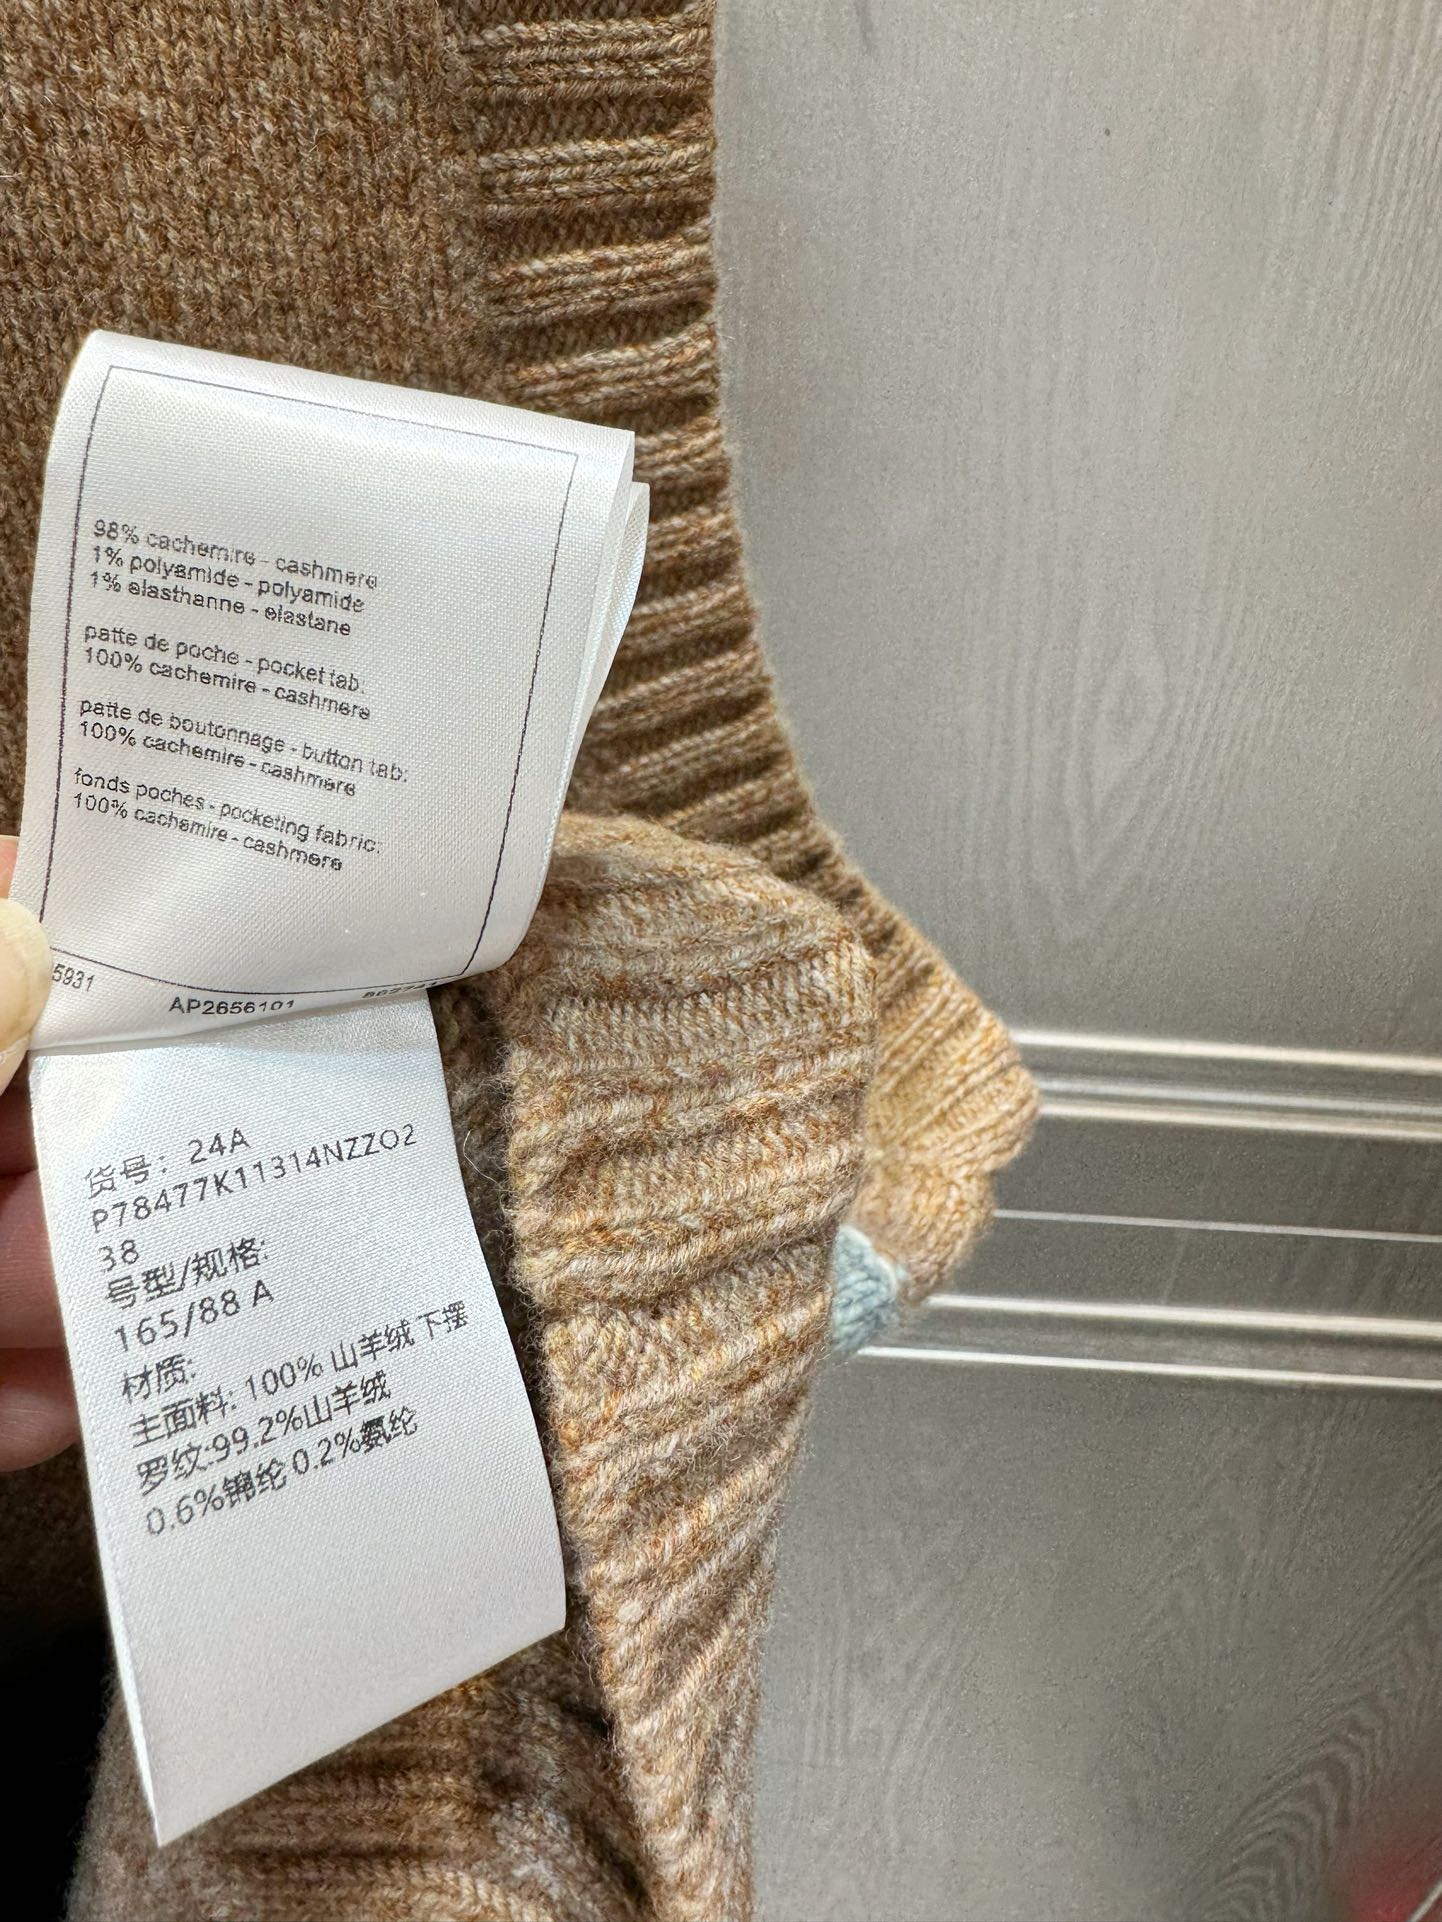 98% cachemire - cashmere
1% polyamide - polyamide
1% elasthanne - elastane
patte de poche - pocket tab.
100% cachemire - cashmere
patte de boutonnage - button tab:
100% cachemire - cashmere
fonds poches - pocketing fabric:
100% cachemire - cashmere
5931 AP2656101
货号: 24A
P78477K11314NZZO2
38
号型/规格:
165/88 A
材质:
主面料: 100% 山羊绒 下摆
罗纹:99.2%山羊绒
0.6%锦纶 0.2%氨纶